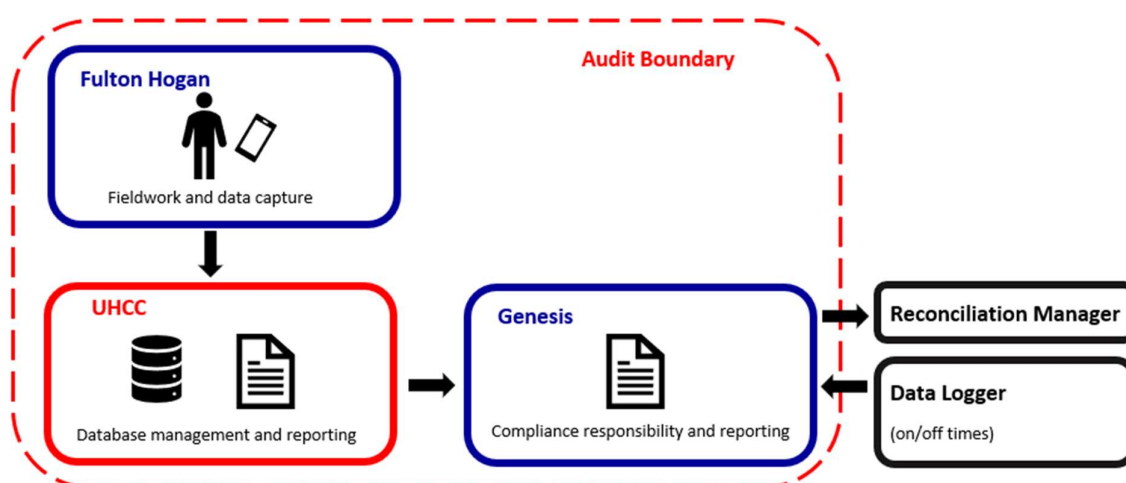 Audit Boundary
Fulton Hogan
Fieldwork and data capture
UHCC
Database management and reporting
Genesis
Compliance responsibility and reporting
Reconciliation Manager
Data Logger
(on/off times)